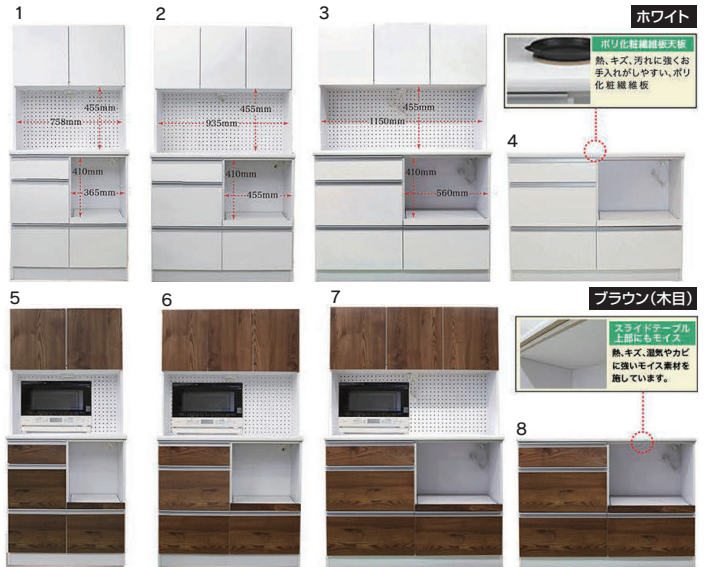 1
2
3
ホワイト
ポリ化粧繊維板天板
熱、キズ、汚れに強くお
手入れがしやすい、ポリ
化粧繊維板
455mm
758mm
455mm
935mm
455mm
1150mm
4
410mm
365mm
410mm
455mm
410mm
560mm
5
6
7
ブラウン(木目)
スライドテーブル
上部にもモイス
熱、キズ、湿気やカビ
に強いモイス素材を
施しています。
8